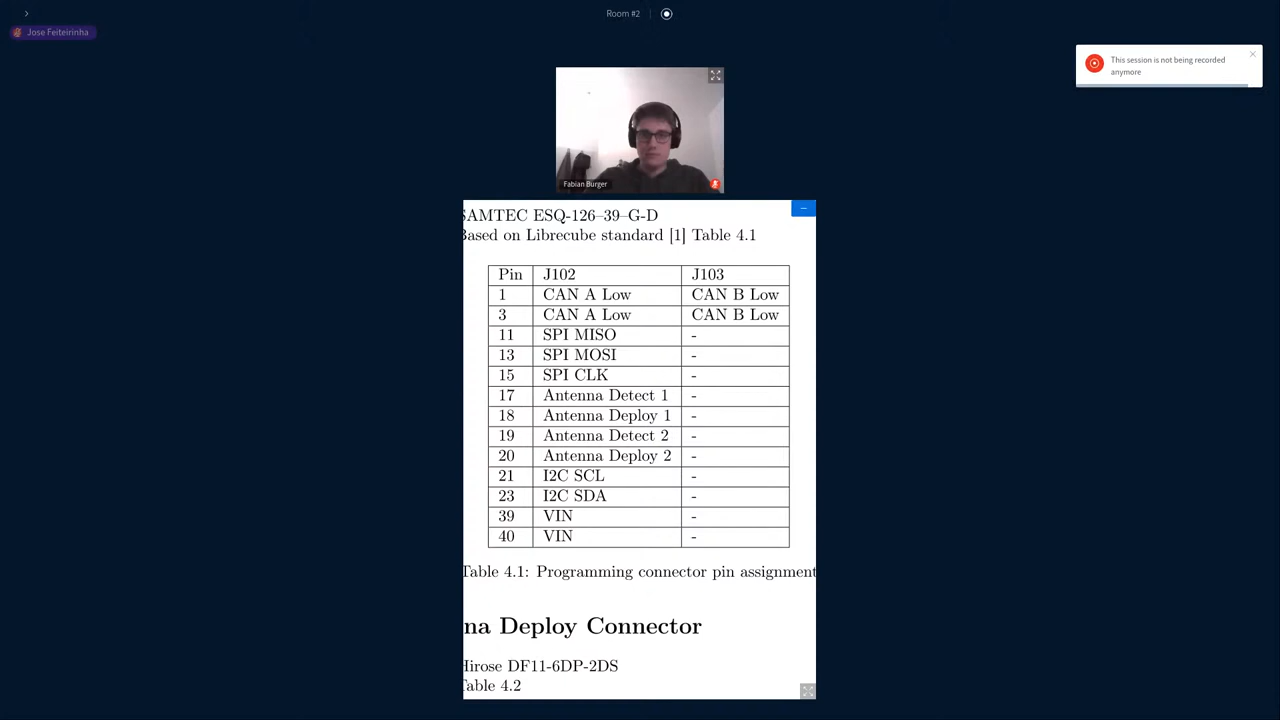 Room #2
Jose Feiteirinha
This session is not being recorded
anymore
Fabian Burger
SAMTEC ESQ-126–39–G-D
Based on Librecube standard [1] Table 4.1
Pin J102 J103
1 CAN A Low CAN B Low
3 CAN A Low CAN B Low
11 SPI MISO -
13 SPI MOSI -
15 SPI CLK -
17 Antenna Detect 1 -
18 Antenna Deploy 1 -
19 Antenna Detect 2 -
20 Antenna Deploy 2 -
21 I2C SCL -
23 I2C SDA -
39 VIN -
40 VIN -
Table 4.1: Programming connector pin assignment
na Deploy Connector
Hirose DF11-6DP-2DS
Table 4.2